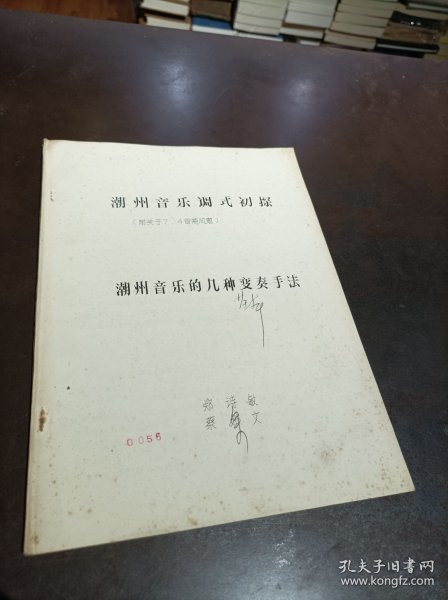 潮州音乐调式初探
（附关于7 4音高问题）
潮州音乐的几种变奏手法
郑诗敏
蔡 文
0056
孔夫子旧书网
www.kongfz.com